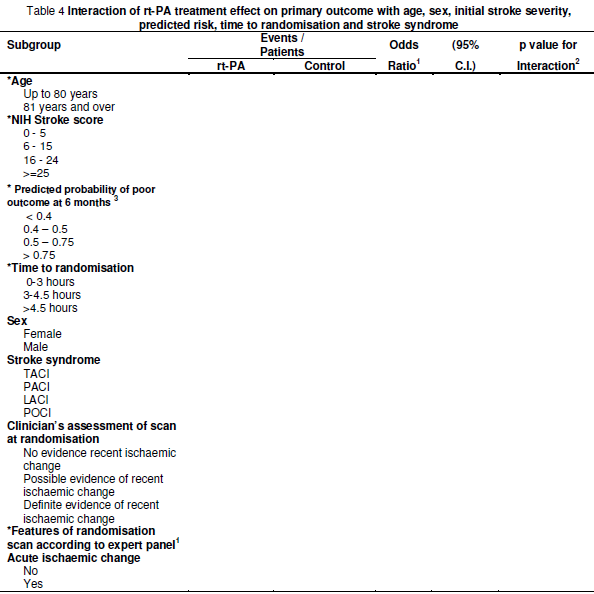 Table 4 Interaction of rt-PA treatment effect on primary outcome with age, sex, initial stroke severity,
predicted risk, time to randomisation and stroke syndrome
Subgroup Events / Patients Odds Ratio¹ (95% C.I.) p value for Interaction²
rt-PA Control
*Age
Up to 80 years
81 years and over
*NIH Stroke score
0 - 5
6 - 15
16 - 24
>=25
* Predicted probability of poor
outcome at 6 months ³
< 0.4
0.4 – 0.5
0.5 – 0.75
> 0.75
*Time to randomisation
0-3 hours
3-4.5 hours
>4.5 hours
Sex
Female
Male
Stroke syndrome
TACI
PACI
LACI
POCI
Clinician's assessment of scan
at randomisation
No evidence recent ischaemic
change
Possible evidence of recent
ischaemic change
Definite evidence of recent
ischaemic change
*Features of randomisation
scan according to expert panel¹
Acute ischaemic change
No
Yes